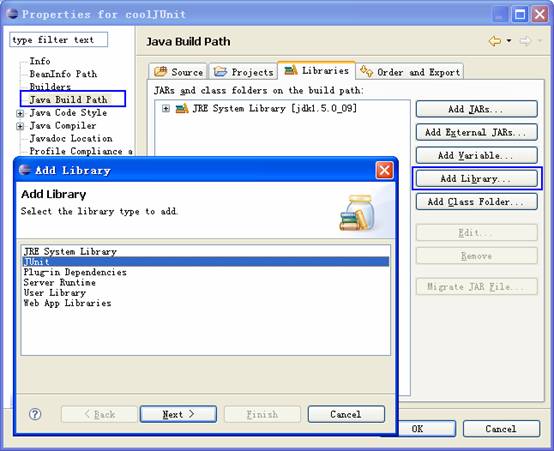 Properties for coolJUnit
type filter text
Info
BeanInfo Path
Builders
Java Build Path
Java Code Style
Java Compiler
Javadoc Location
Profile Compliance a
Java Build Path
Source
Projects
Libraries
Order and Export
JARs and class folders on the build path:
JRE System Library [jdk1.5.0_09]
Add JARs...
Add External JARs...
Add Variable...
Add Library...
Add Class Folder...
Edit...
Remove
Migrate JAR File...
OK
Cancel
Add Library
Add Library
Select the library type to add.
JRE System Library
JUnit
Plug-in Dependencies
Server Runtime
User Library
Web App Libraries
?
< Back
Next >
Finish
Cancel